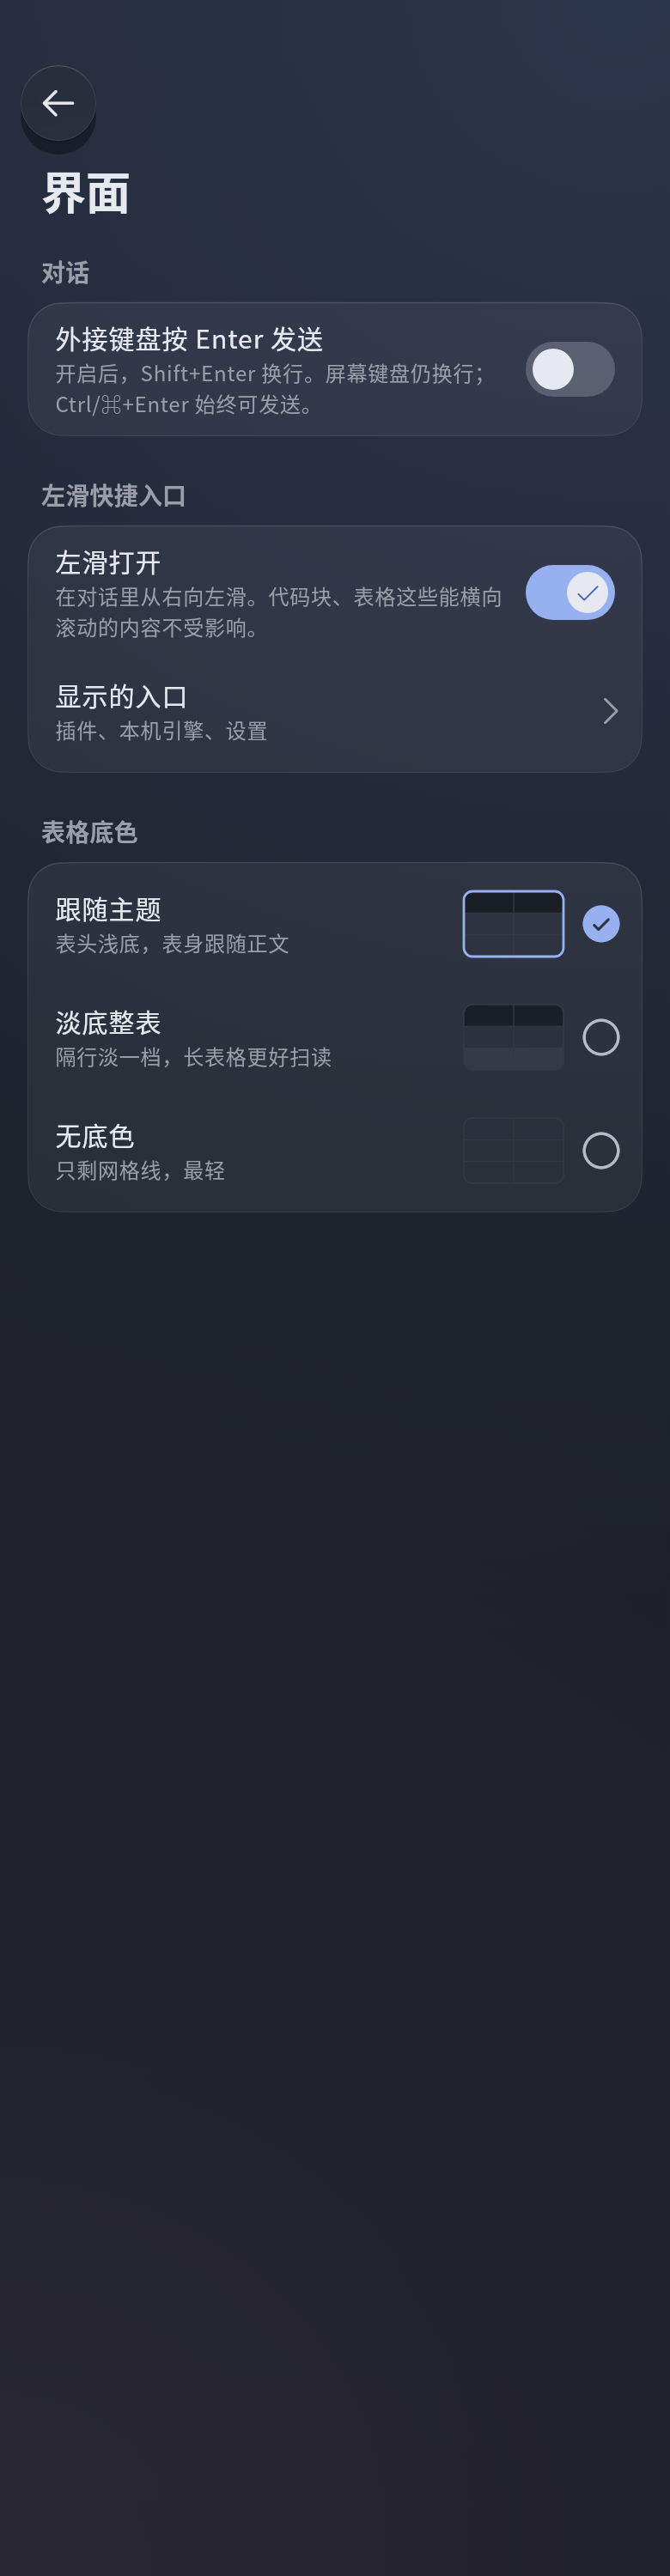 界面
对话
外接键盘按 Enter 发送
开启后，Shift+Enter 换行。屏幕键盘仍换行；
Ctrl/⌘+Enter 始终可发送。
左滑快捷入口
左滑打开
在对话里从右向左滑。代码块、表格这些能横向
滚动的内容不受影响。
显示的入口
插件、本机引擎、设置
表格底色
跟随主题
表头浅底，表身跟随正文
淡底整表
隔行淡一档，长表格更好扫读
无底色
只剩网格线，最轻